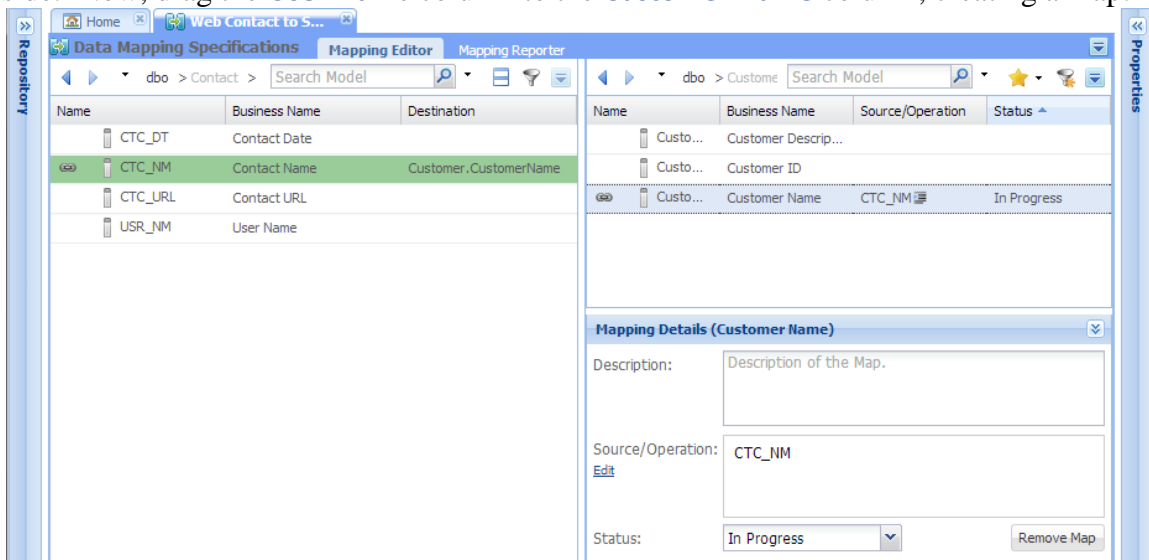 Home
Web Contact to S...
Repository
Data Mapping Specifications
Mapping Editor
Mapping Reporter
dbo > Contact >
Search Model
Name
Business Name
Destination
CTC_DT
Contact Date
CTC_NM
Contact Name
Customer.CustomerName
CTC_URL
Contact URL
USR_NM
User Name
dbo > Custome
Search Model
Name
Business Name
Source/Operation
Status
Custo...
Customer Descrip...
Custo...
Customer ID
Custo...
Customer Name
CTC_NM
In Progress
Mapping Details (Customer Name)
Description:
Description of the Map.
Source/Operation:
CTC_NM
Edit
Status:
In Progress
Remove Map
Properties